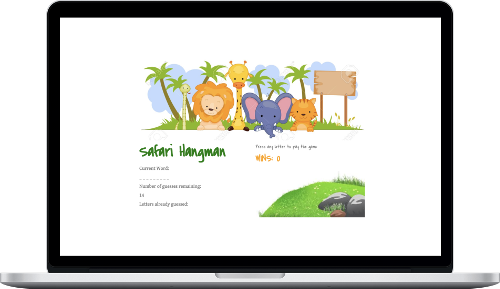 Safari Hangman
Press any letter to play the game
Wins: 0
Current Word:
_ _ _ _ _ _ _ _ _
Number of guesses remaining:
Letters already guessed: